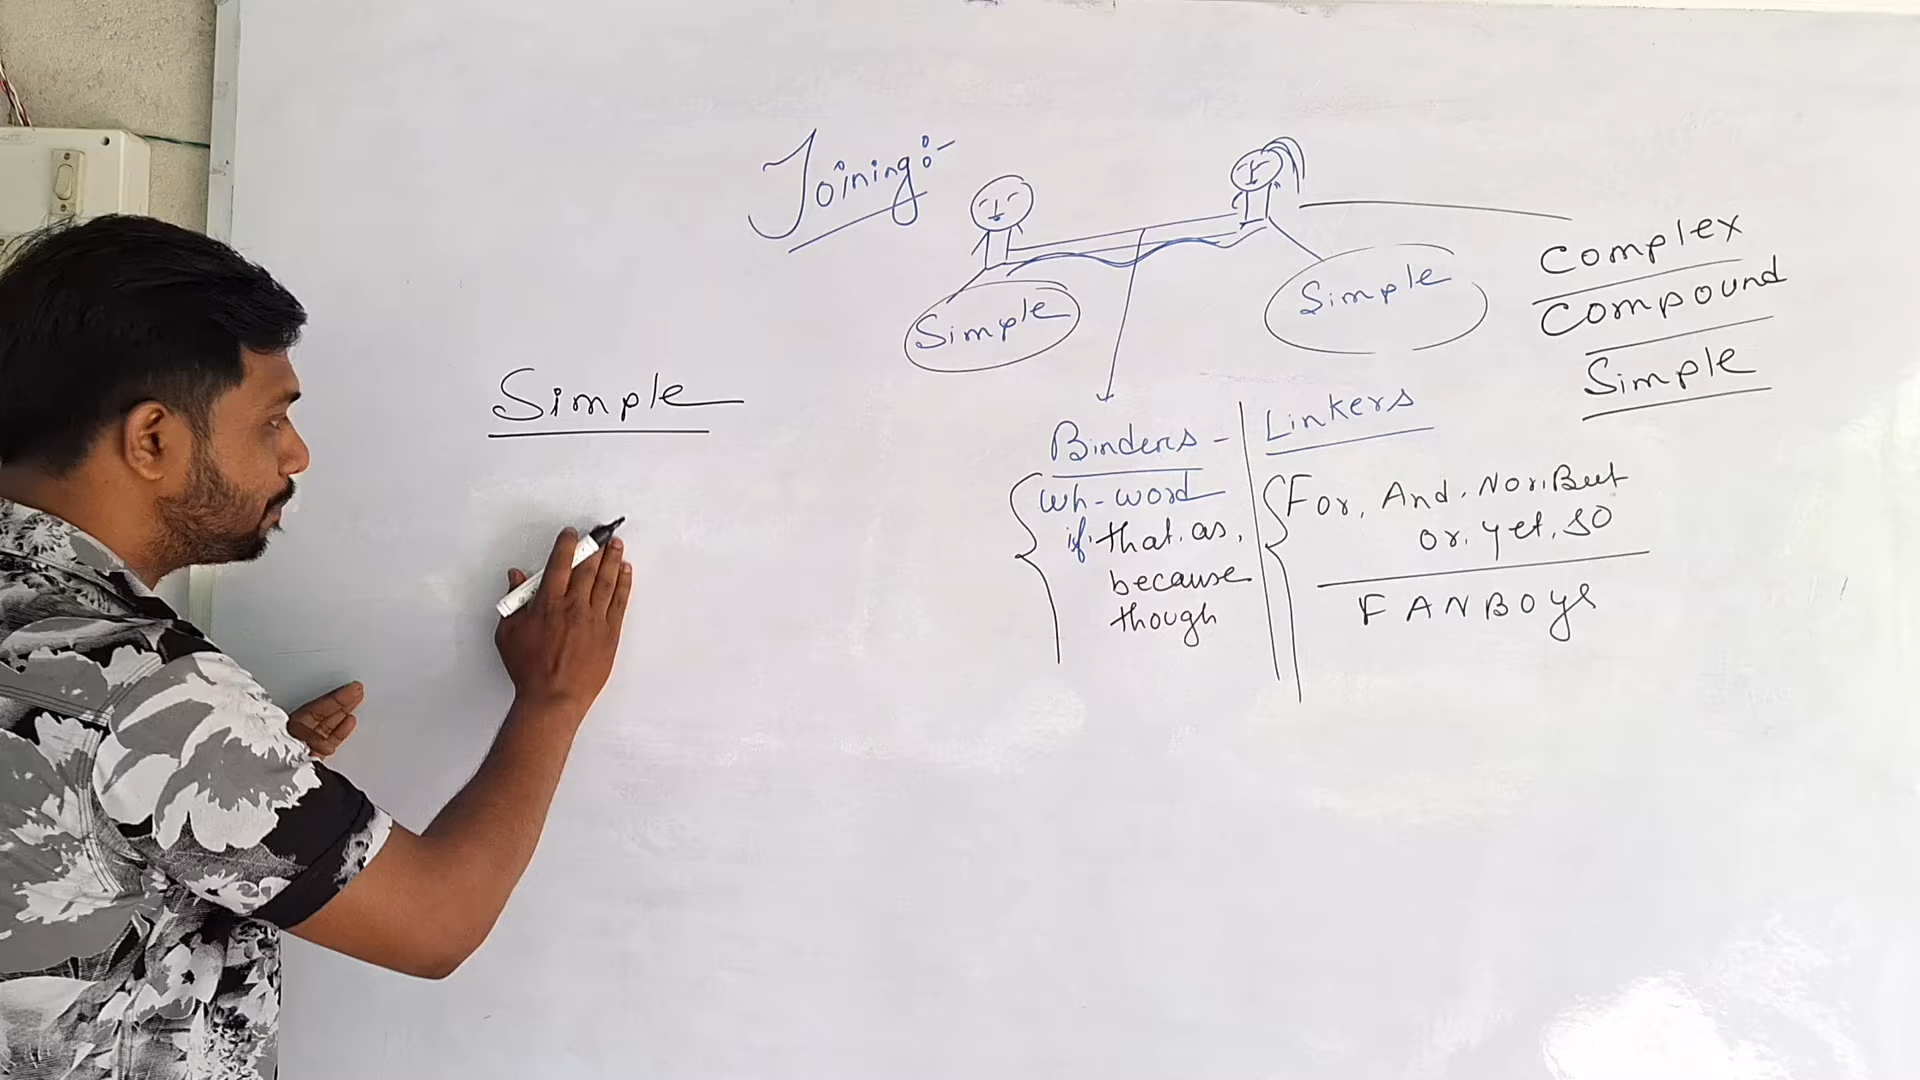 Joining:-
Simple
Simple
Complex
Compound
Simple
Simple
Binders -
wh-word
if. that. as,
because
though
Linkers
For, And. Nor. But
or. yet, so
FANBOYS